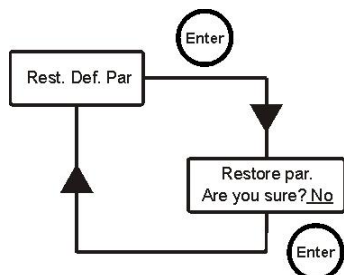 Enter
Rest. Def. Par
Restore par.
Are you sure? No
Enter